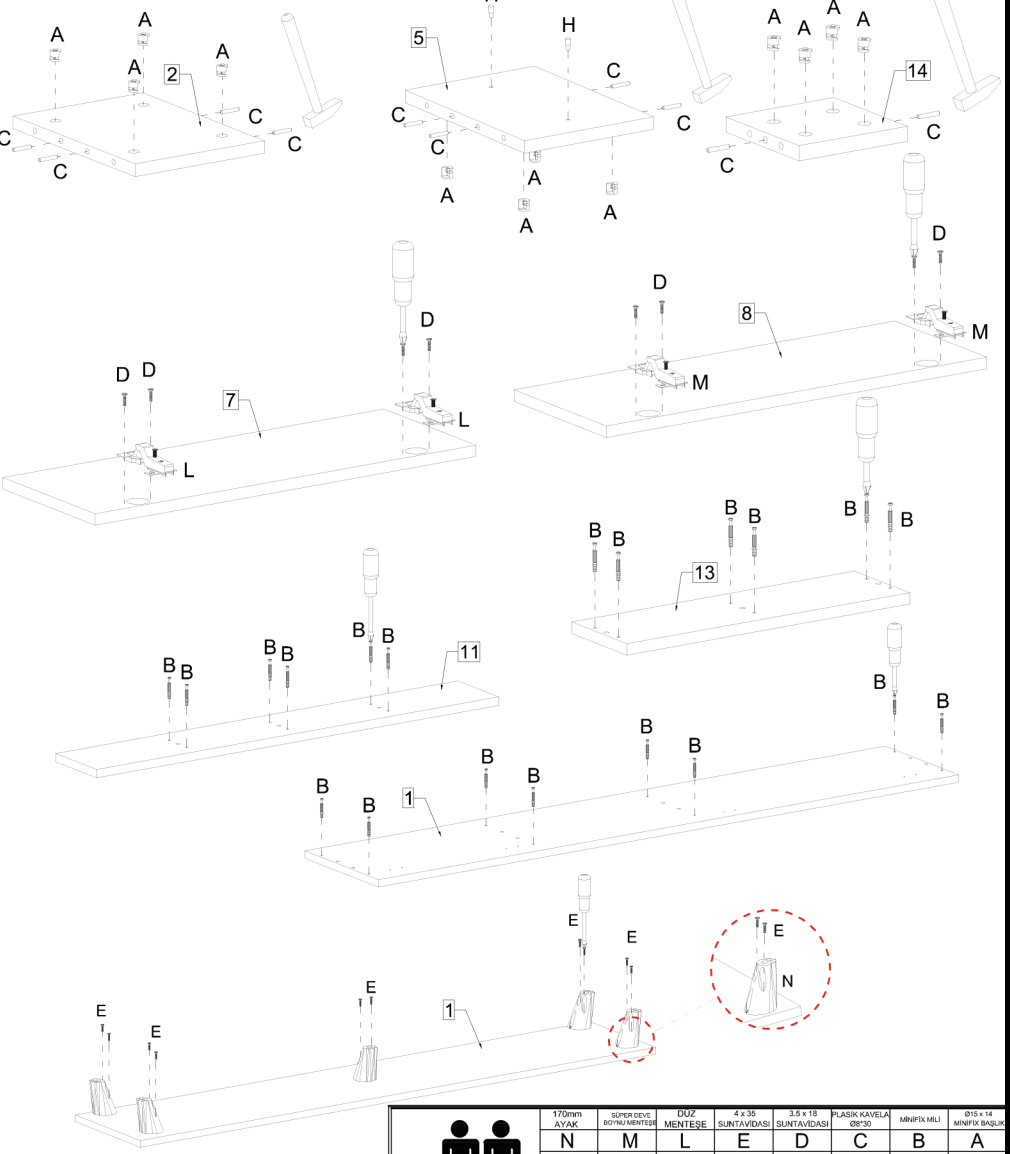 A
A
A
A
2
C
C
C
C
H
5
H
C
C
C
C
A
A
A
A
A
A
A
A
14
C
C
D
D
D
7
L
L
D
D
8
M
M
B
B
B
B
B
B
13
B
B
B
B
B
B
11
B
B
B
B
B
B
B
B
1
E
E
E
N
E
E
E
1
170mm AYAK
SÜPER DEVE BOYNU MENTEŞE
DÜZ MENTEŞE
4 x 35 SUNTAVİDASI
3.5 x 18 SUNTAVİDASI
PLASİK KAVELA Ø8*30
MİNİFİX MİLİ
Ø15 x 14 MİNİFİX BAŞLIK
N M L E D C B A